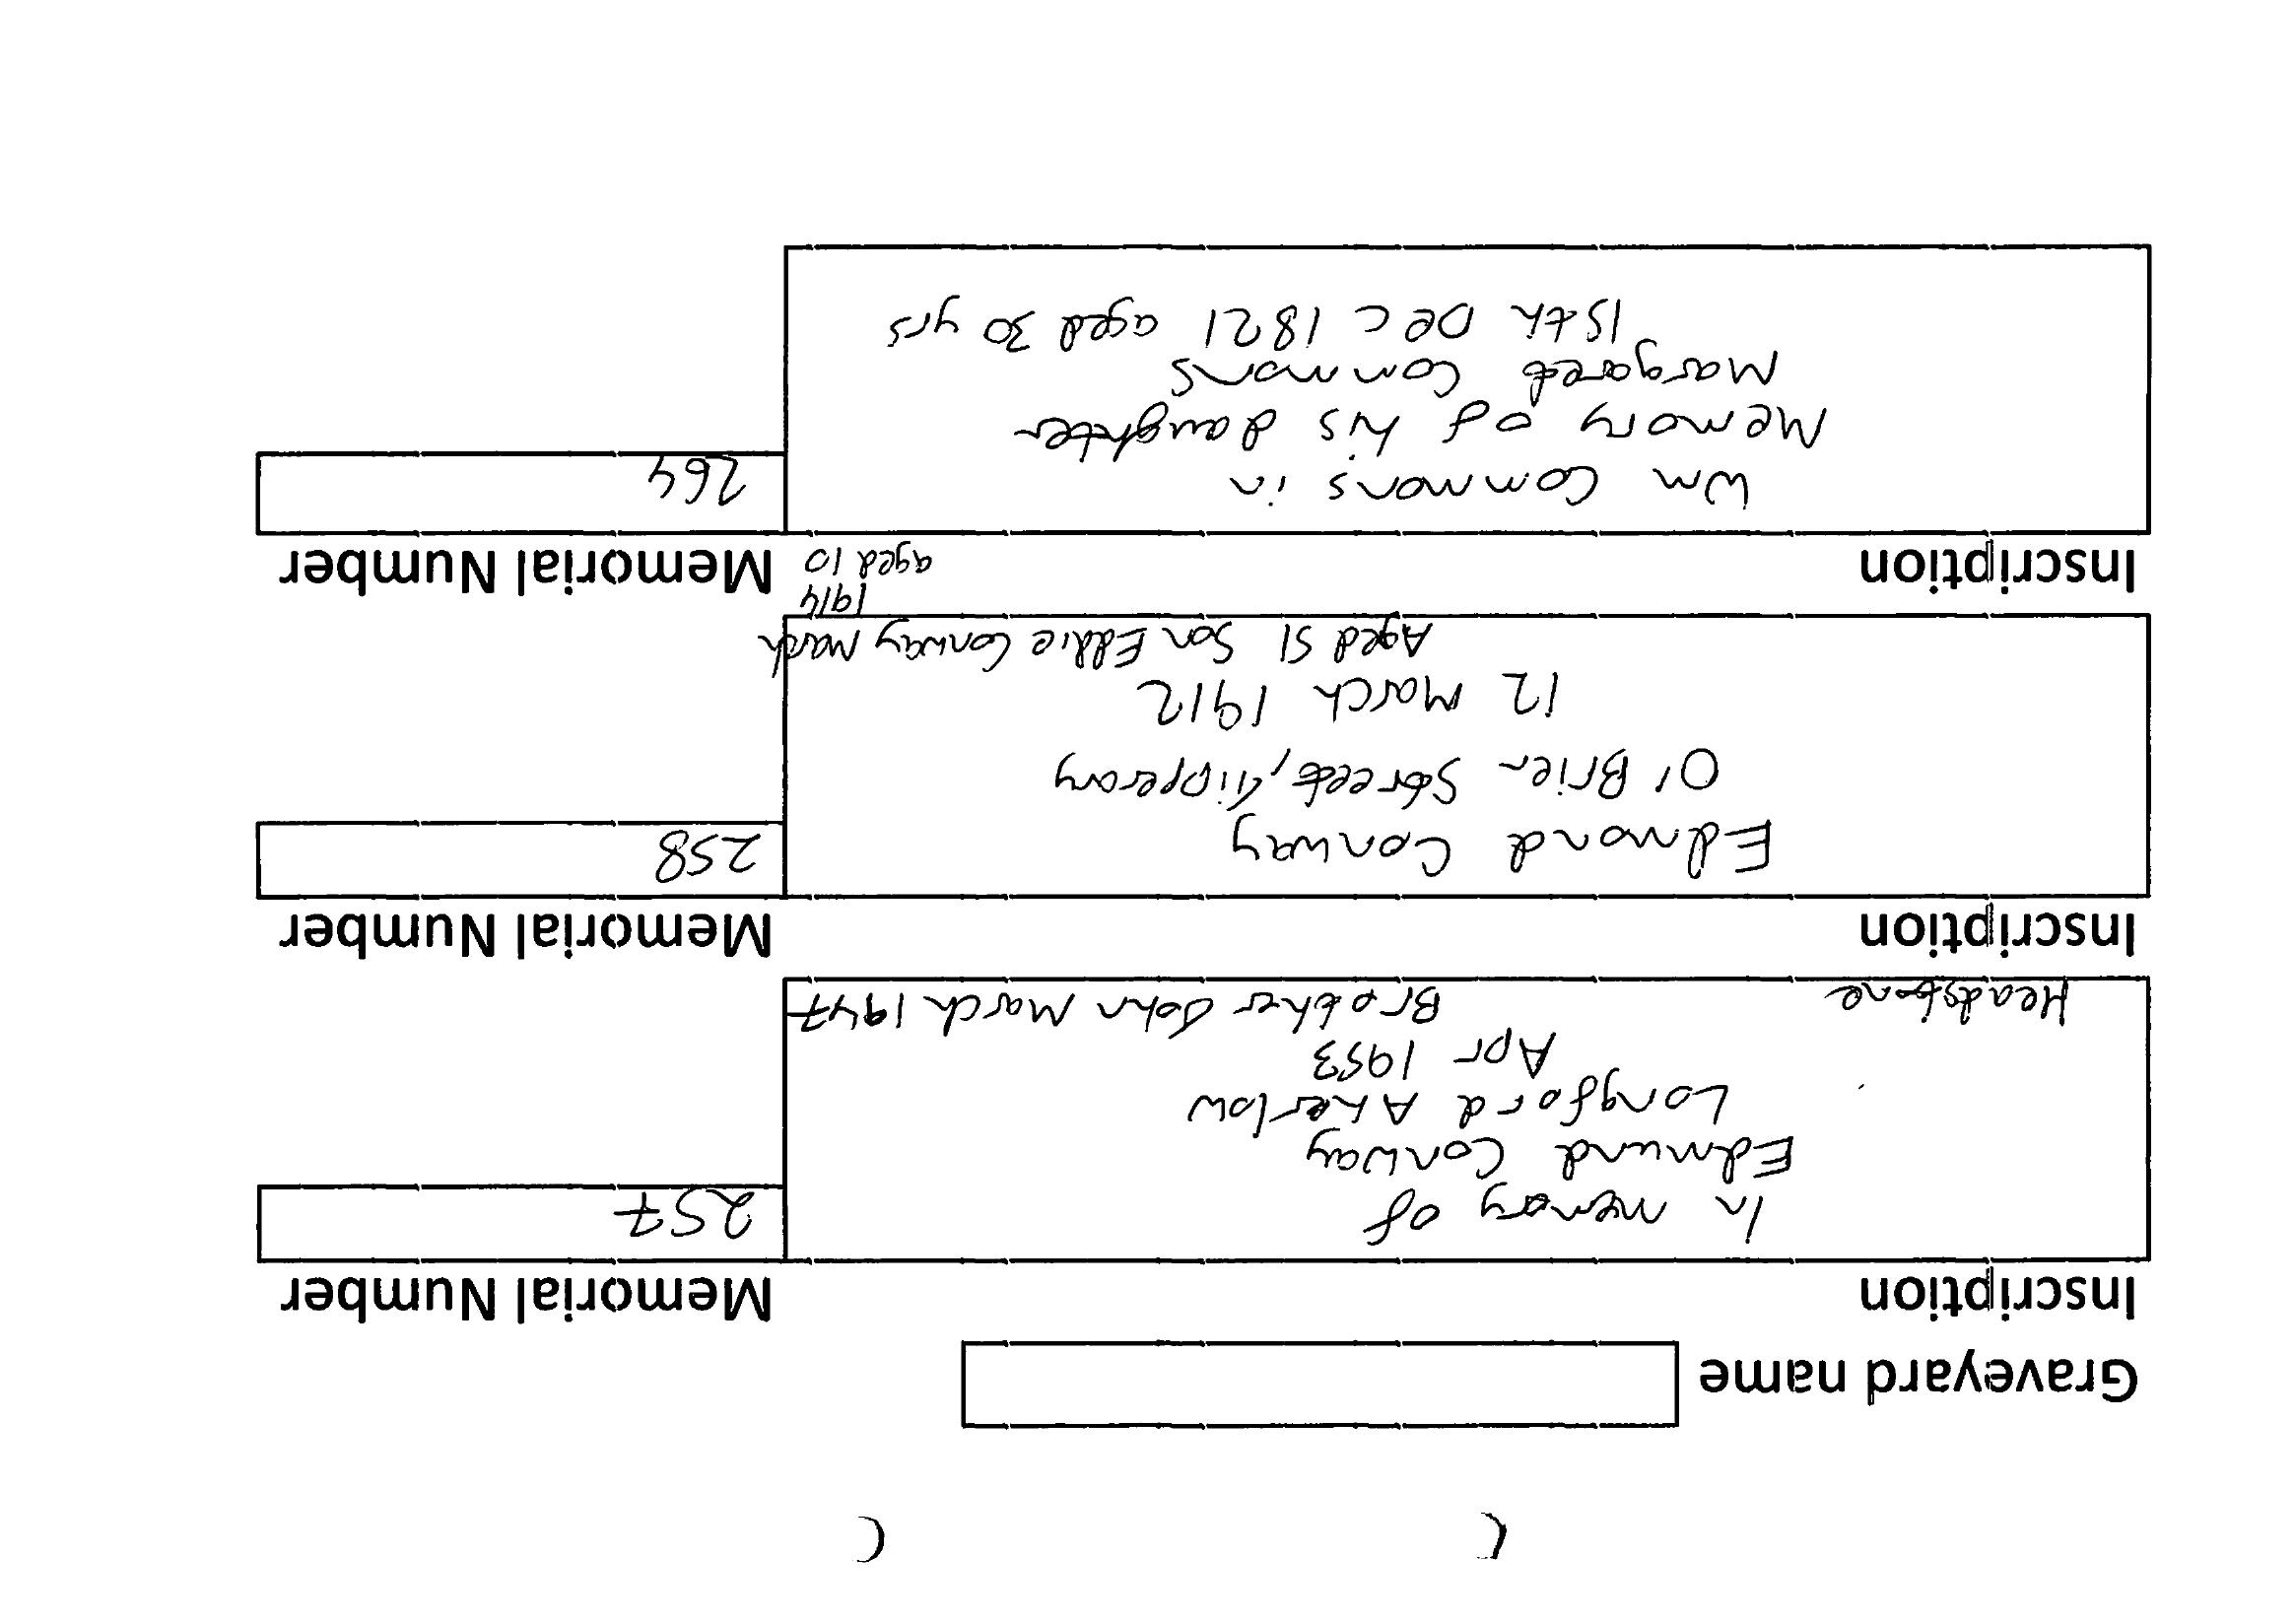 Graveyard name
Inscription Memorial Number
257
In memory of
Edmund Conway
Longford Aherlow
Apr 1953
Headstone Brother John March 1947
Inscription Memorial Number
258
Edmond Conway
O'Brien Street, Tipperary
12 March 1912
Aged 51 Son Eddie Conway March
1914
aged 10
Inscription Memorial Number
264
Wm Commons in
Memory of his daughter
Margaret Commons
15th Dec 1821 aged 30 yrs